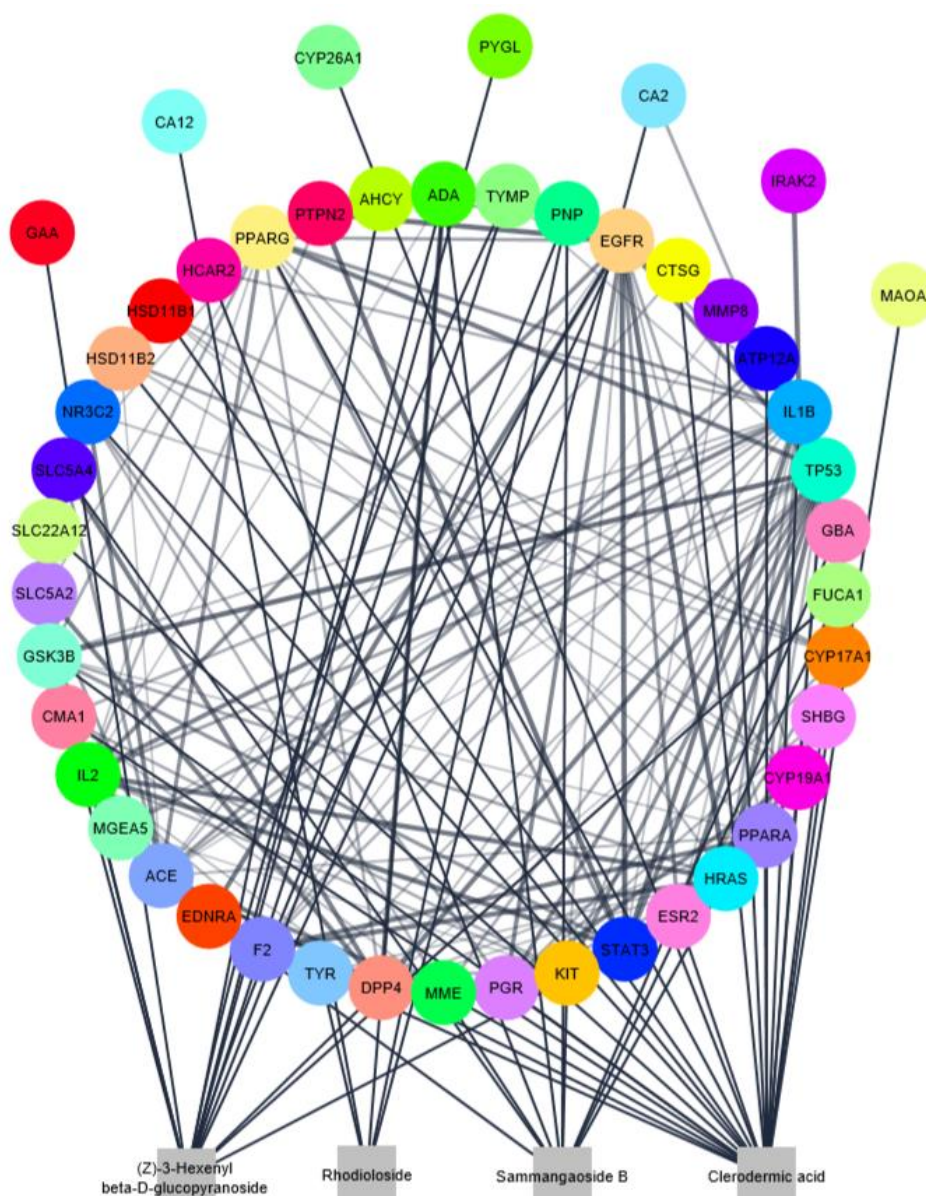 PYGL
CYP26A1
CA2
CA12
IRAK2
GAA
MAOA
ADA
TYMP
AHCY
PNP
PTPN2
EGFR
PPARG
CTSG
HCAR2
MMP8
HSD11B1
ATP12A
HSD11B2
IL1B
NR3C2
TP53
SLC5A4
GBA
SLC22A12
FUCA1
SLC5A2
CYP17A1
GSK3B
SHBG
CMA1
CYP19A1
IL2
PPARA
MGEA5
HRAS
ACE
ESR2
EDNRA
STAT3
F2
KIT
TYR
PGR
DPP4
MME
(Z)-3-Hexenyl
beta-D-glucopyranoside
Rhodioloside
Sammangaoside B
Clerodermic acid